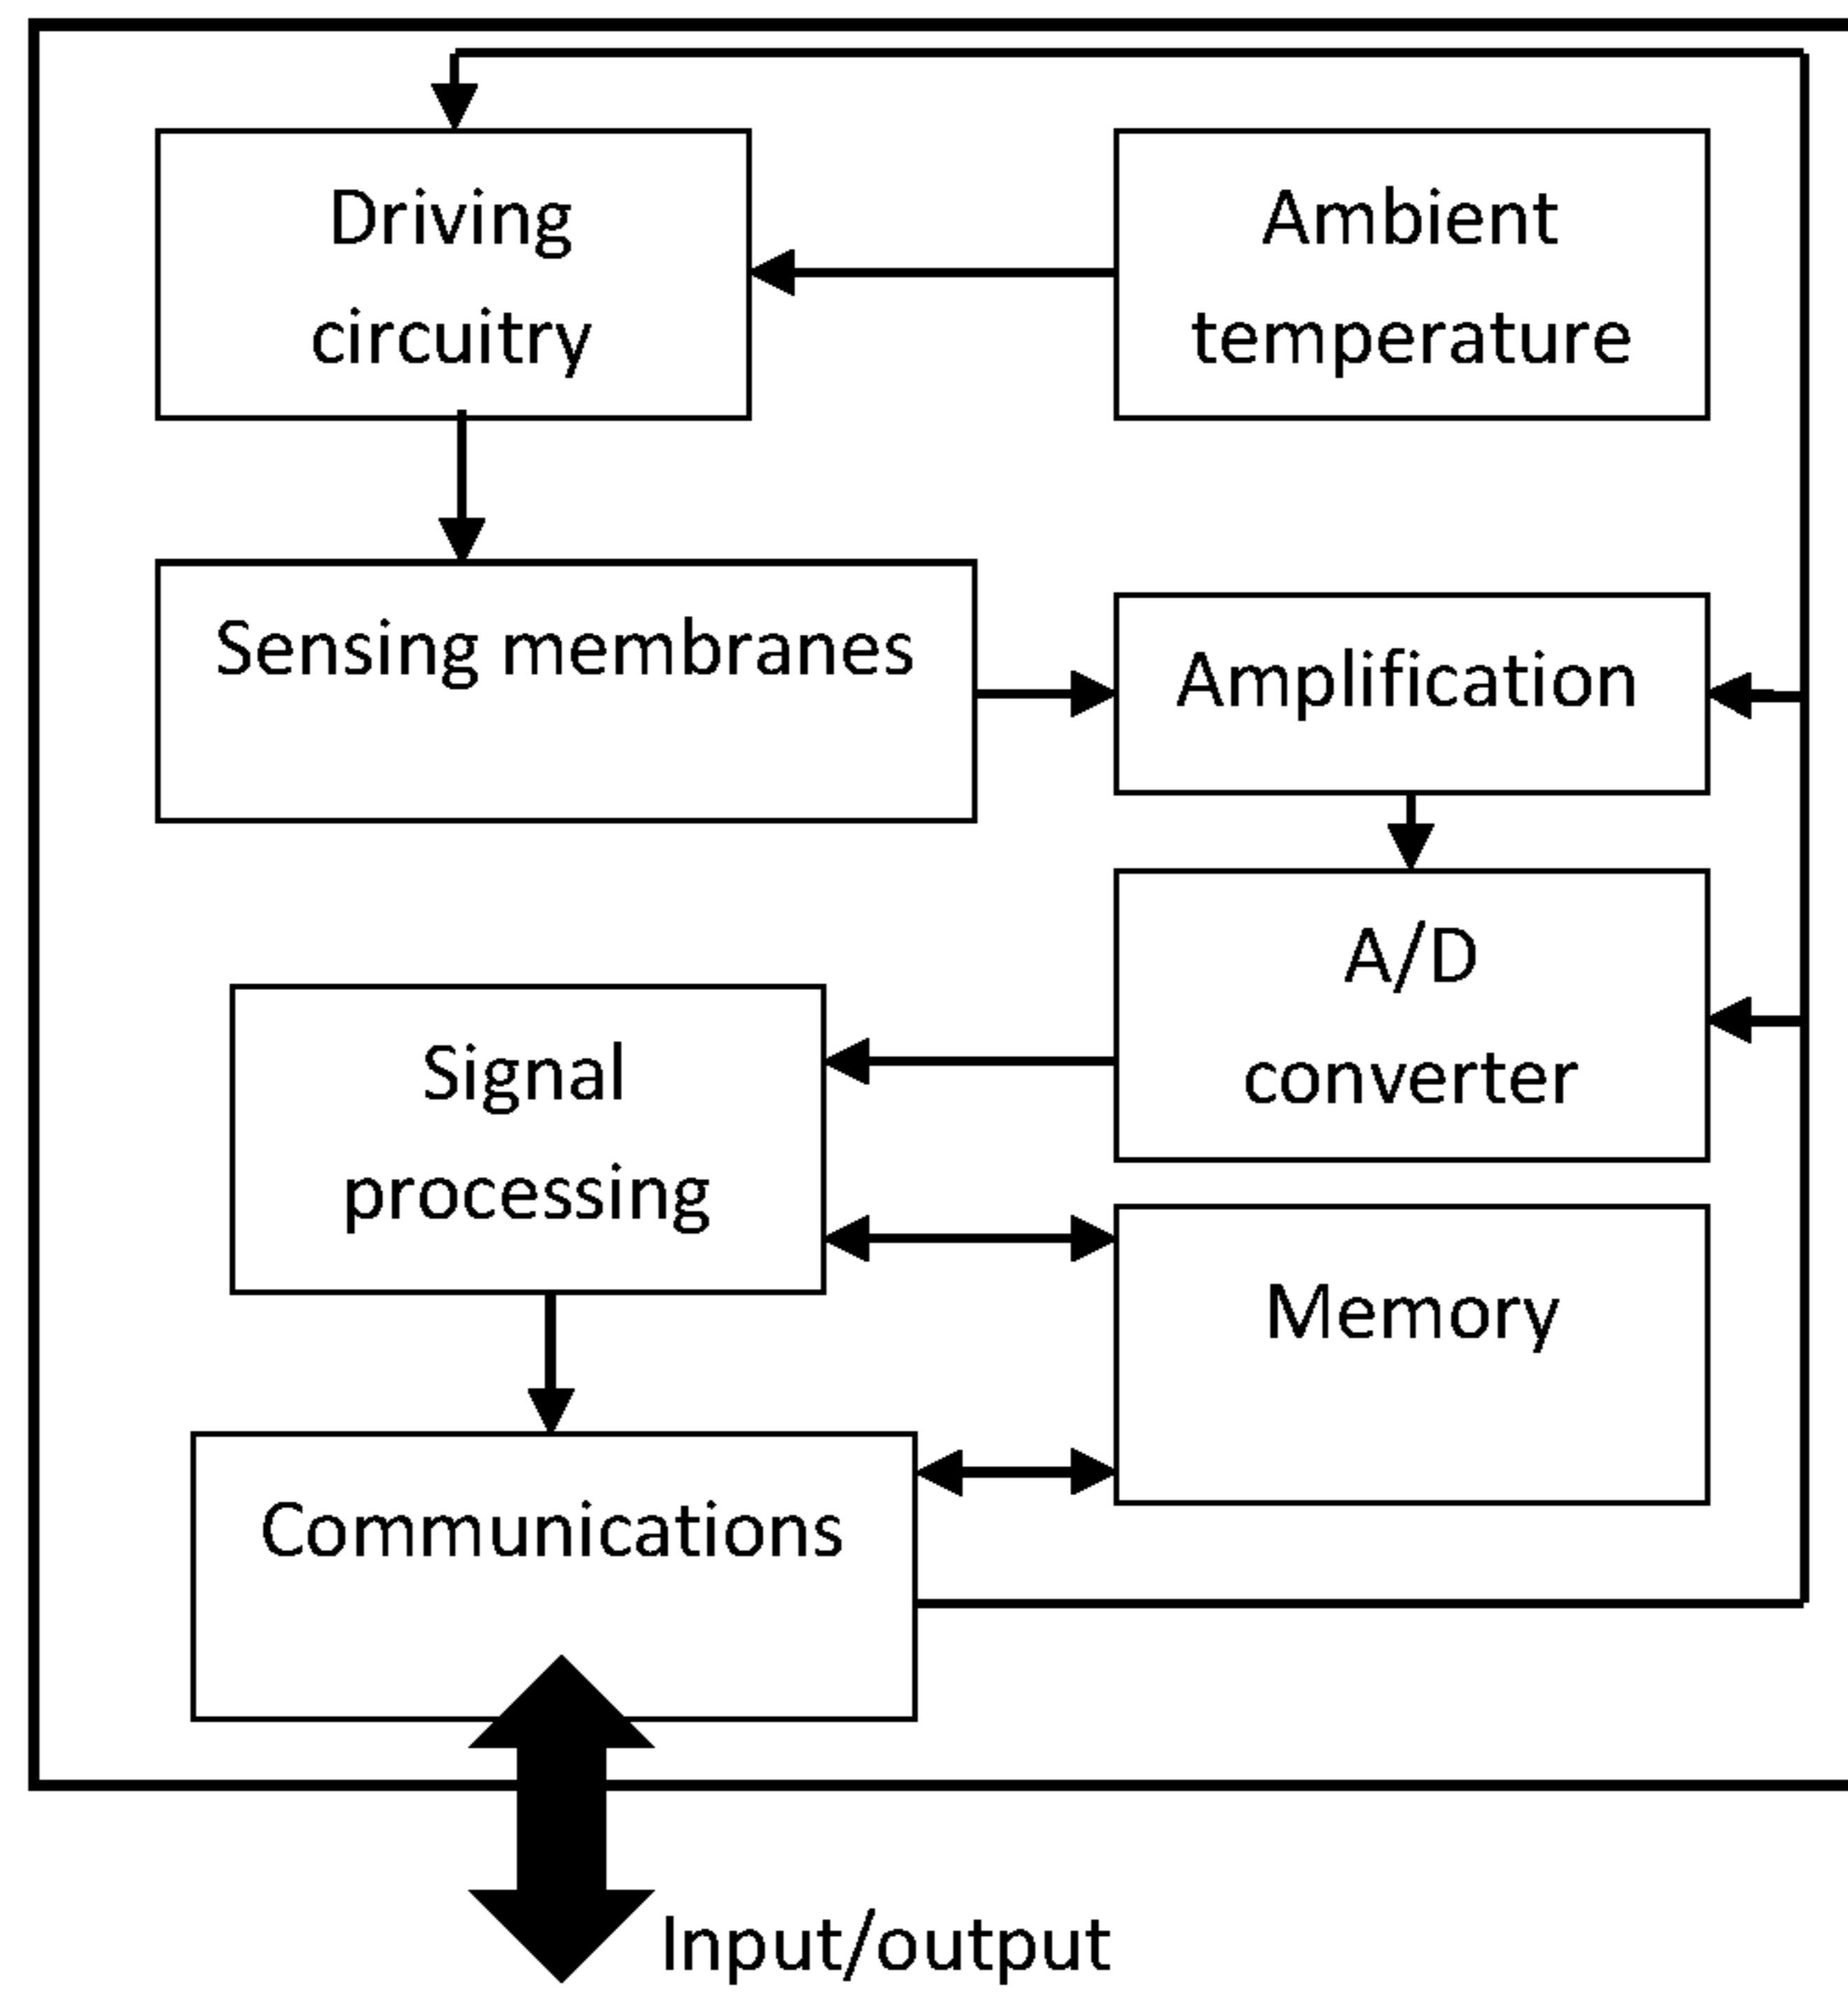 Driving
circuitry
Ambient
temperature
Sensing membranes
Amplification
A/D
converter
Signal
processing
Memory
Communications
Input/output